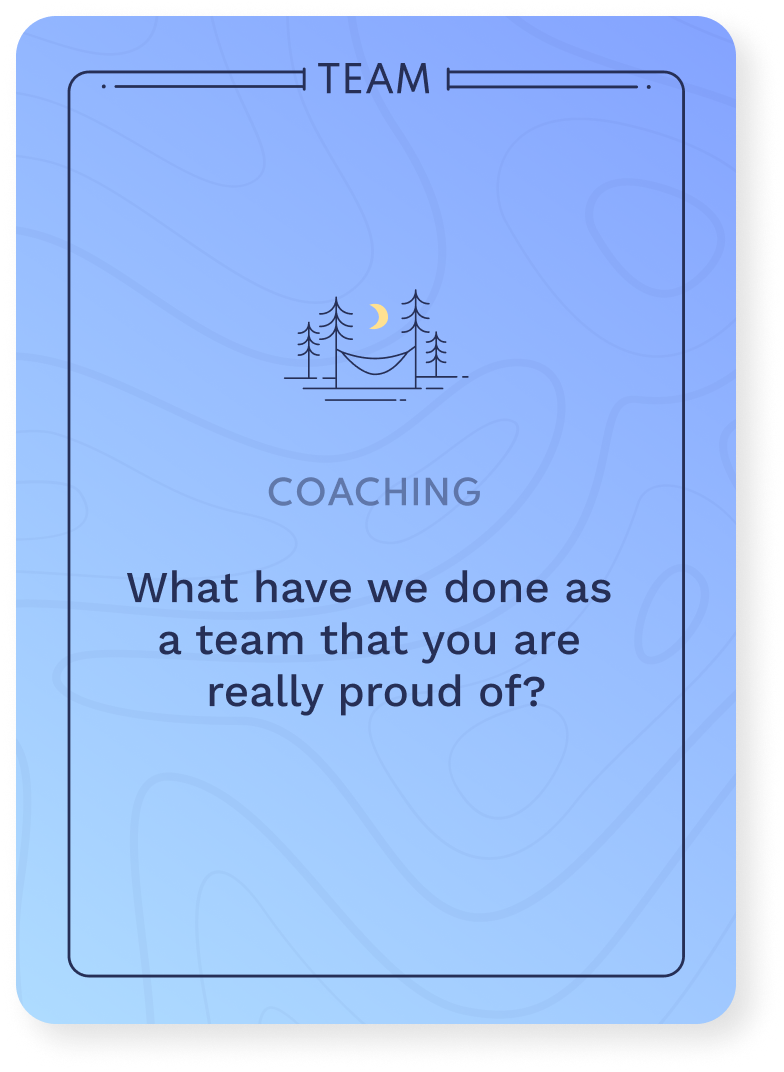 TEAM
COACHING
What have we done as
a team that you are
really proud of?